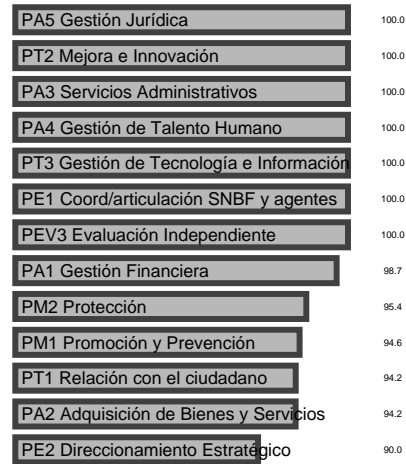 PA5 Gestión Jurídica 100.0
PT2 Mejora e Innovación 100.0
PA3 Servicios Administrativos 100.0
PA4 Gestión de Talento Humano 100.0
PT3 Gestión de Tecnología e Información 100.0
PE1 Coord/articulación SNBF y agentes 100.0
PEV3 Evaluación Independiente 100.0
PA1 Gestión Financiera 98.7
PM2 Protección 95.4
PM1 Promoción y Prevención 94.6
PT1 Relación con el ciudadano 94.2
PA2 Adquisición de Bienes y Servicios 94.2
PE2 Direccionamiento Estratégico 90.0